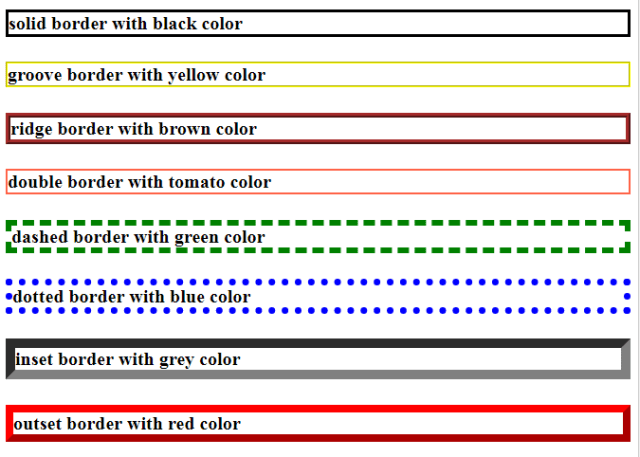 solid border with black color
groove border with yellow color
ridge border with brown color
double border with tomato color
dashed border with green color
dotted border with blue color
inset border with grey color
outset border with red color